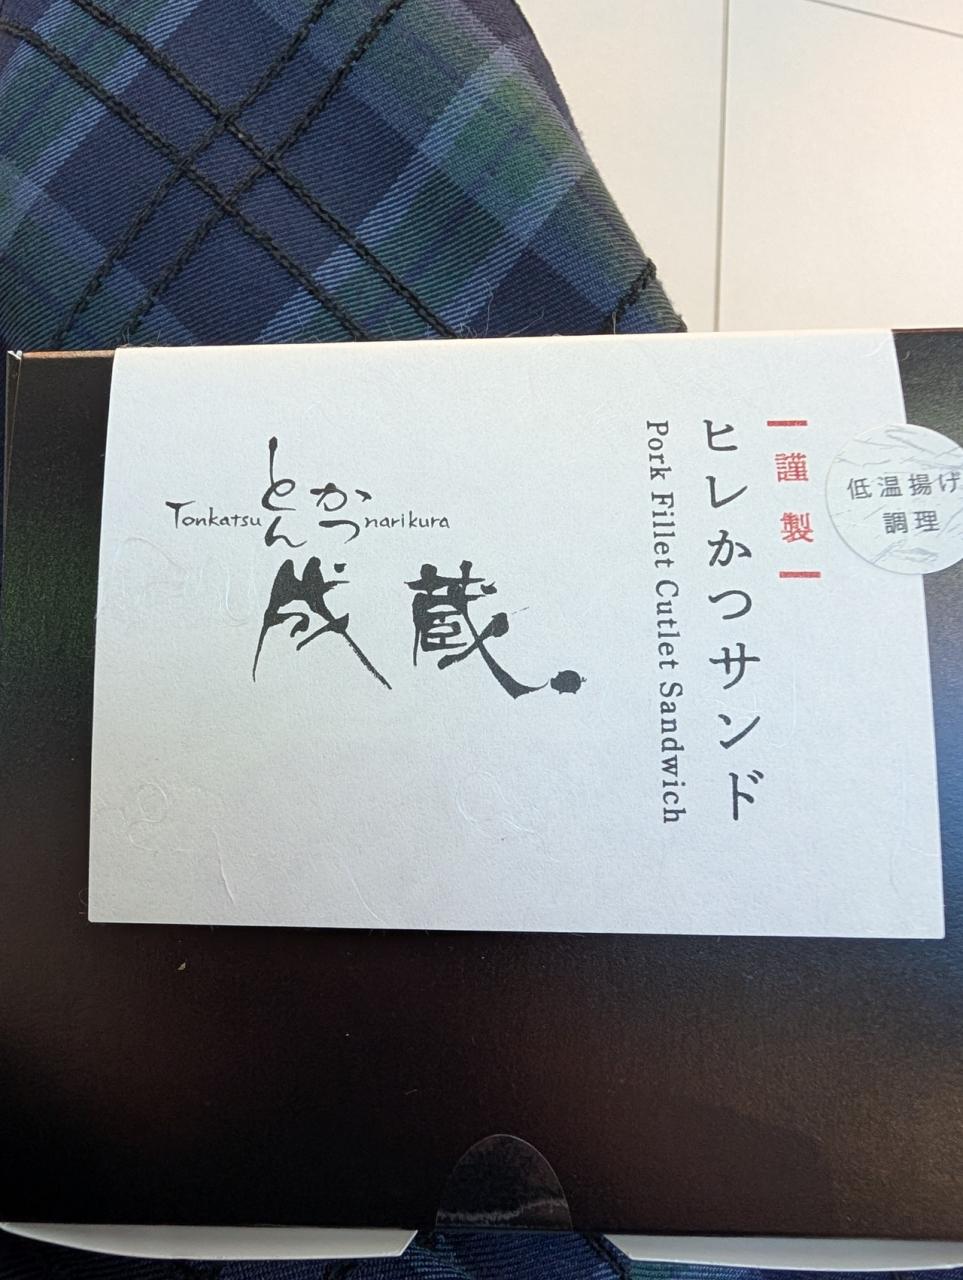 謹製
ヒレかつサンド
Pork Fillet Cutlet Sandwich
低温揚げ
調理
とんかつ
Tonkatsu narikura
成蔵